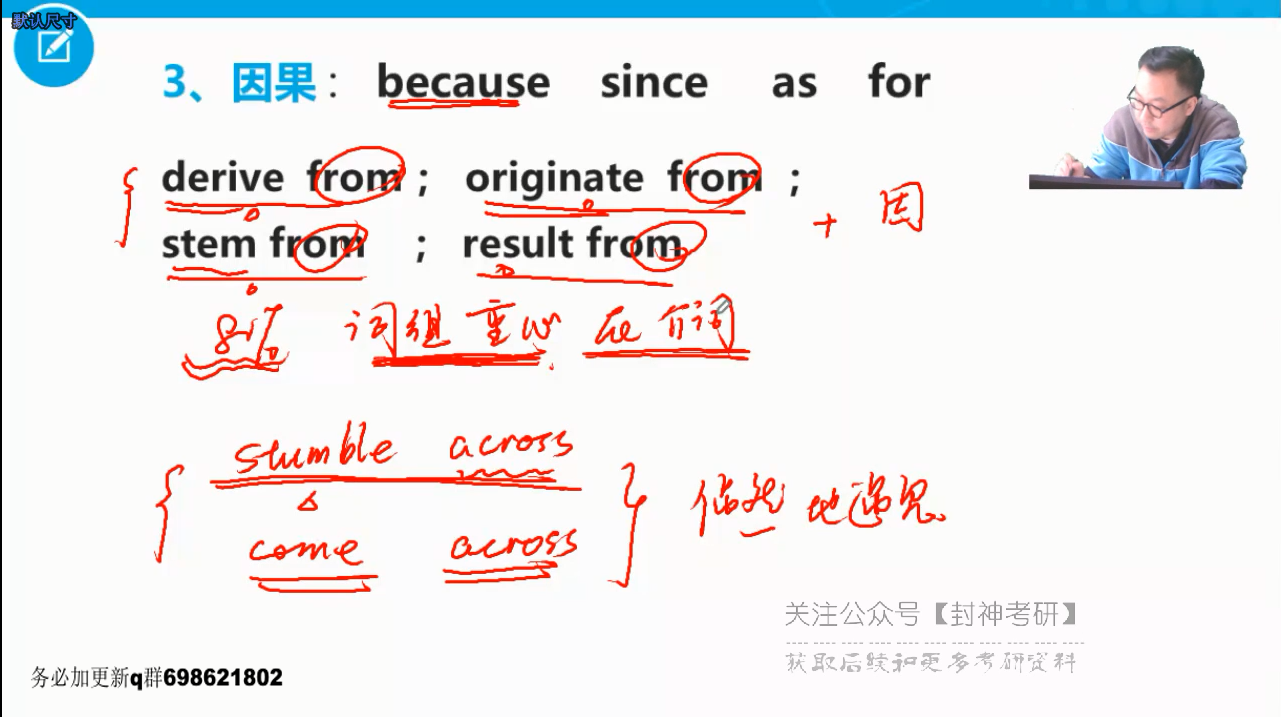 默认尺寸
3、因果： because since as for
derive from； originate from ；
+ 因
stem from ； result from
80% 词组重心 在介词
stumble across
偶然地遇见
come across
关注公众号【封神考研】
获取后续和更多考研资料
务必加更新q群698621802